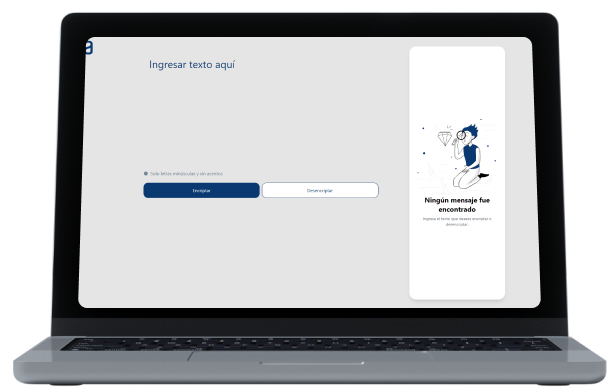 a
Ingresar texto aquí
Solo letras minúsculas y sin acentos
Encriptar
Desencriptar
Ningún mensaje fue
encontrado
Ingresa el texto que desees encriptar o
desencriptar.